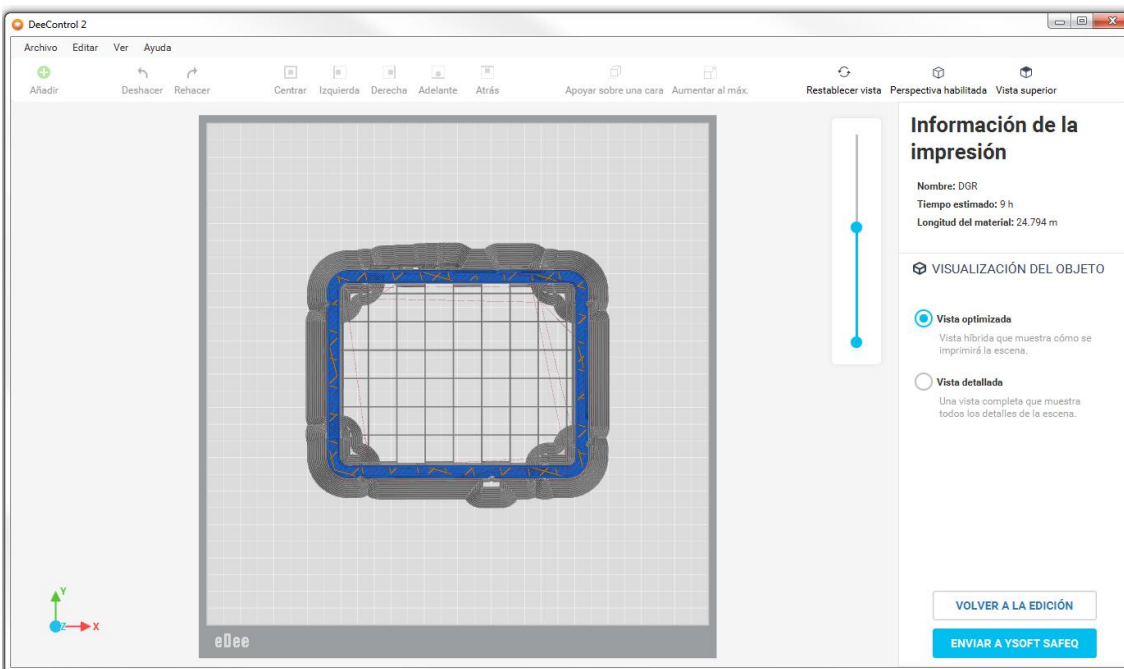 DeeControl 2
Archivo Editar Ver Ayuda
Añadir Deshacer Rehacer Centrar Izquierda Derecha Adelante Atrás Apoyar sobre una cara Aumentar al máx. Restablecer vista Perspectiva habilitada Vista superior
Información de la
impresión
Nombre: DGR
Tiempo estimado: 9 h
Longitud del material: 24.794 m
VISUALIZACIÓN DEL OBJETO
Vista optimizada
Vista híbrida que muestra cómo se
imprimirá la escena.
Vista detallada
Una vista completa que muestra
todos los detalles de la escena.
Y
Z
X
eDee
VOLVER A LA EDICIÓN
ENVIAR A YSOFT SAFEQ